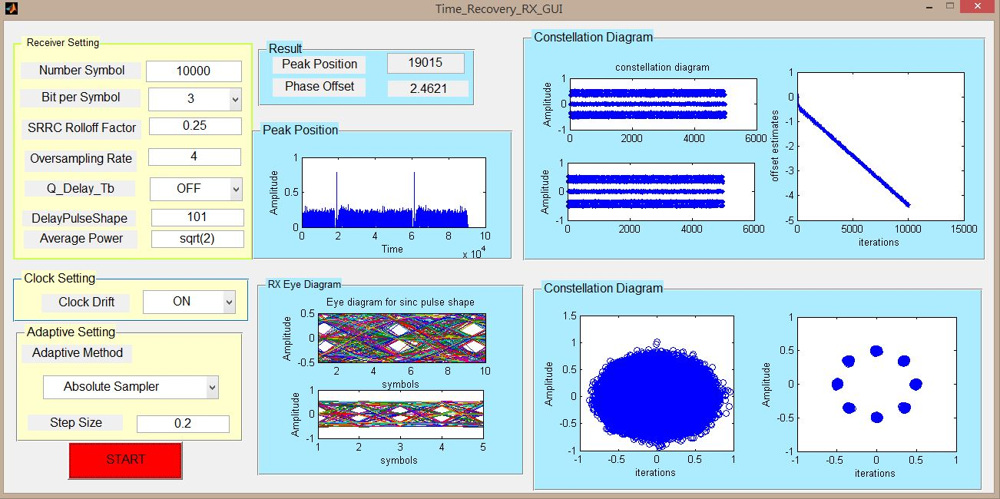 Time_Recovery_RX_GUI
Receiver Setting
Number Symbol 10000
Bit per Symbol 3
SRRC Rolloff Factor 0.25
Oversampling Rate 4
Q_Delay_Tb OFF
DelayPulseShape 101
Average Power sqrt(2)
Clock Setting
Clock Drift ON
Adaptive Setting
Adaptive Method
Absolute Sampler
Step Size 0.2
START
Result
Peak Position 19015
Phase Offset 2.4621
Peak Position
1
0.5
0
Amplitude
0 2 4 6 8 10
Time
x 10^4
RX Eye Diagram
Eye diagram for sinc pulse shape
0.5
0
-0.5
Amplitude
2 4 6 8 10
symbols
1
0
-1
Amplitude
1 2 3 4 5
symbols
Constellation Diagram
constellation diagram
1
0
-1
Amplitude
0 2000 4000 6000
1
0
-1
Amplitude
0 2000 4000 6000
1
0
-1
-2
-3
-4
-5
offset estimates
0 5000 10000 15000
iterations
Constellation Diagram
1.5
1
0.5
0
-0.5
-1
Amplitude
-1 -0.5 0 0.5 1
iterations
1
0.5
0
-0.5
-1
Amplitude
-1 -0.5 0 0.5 1
iterations